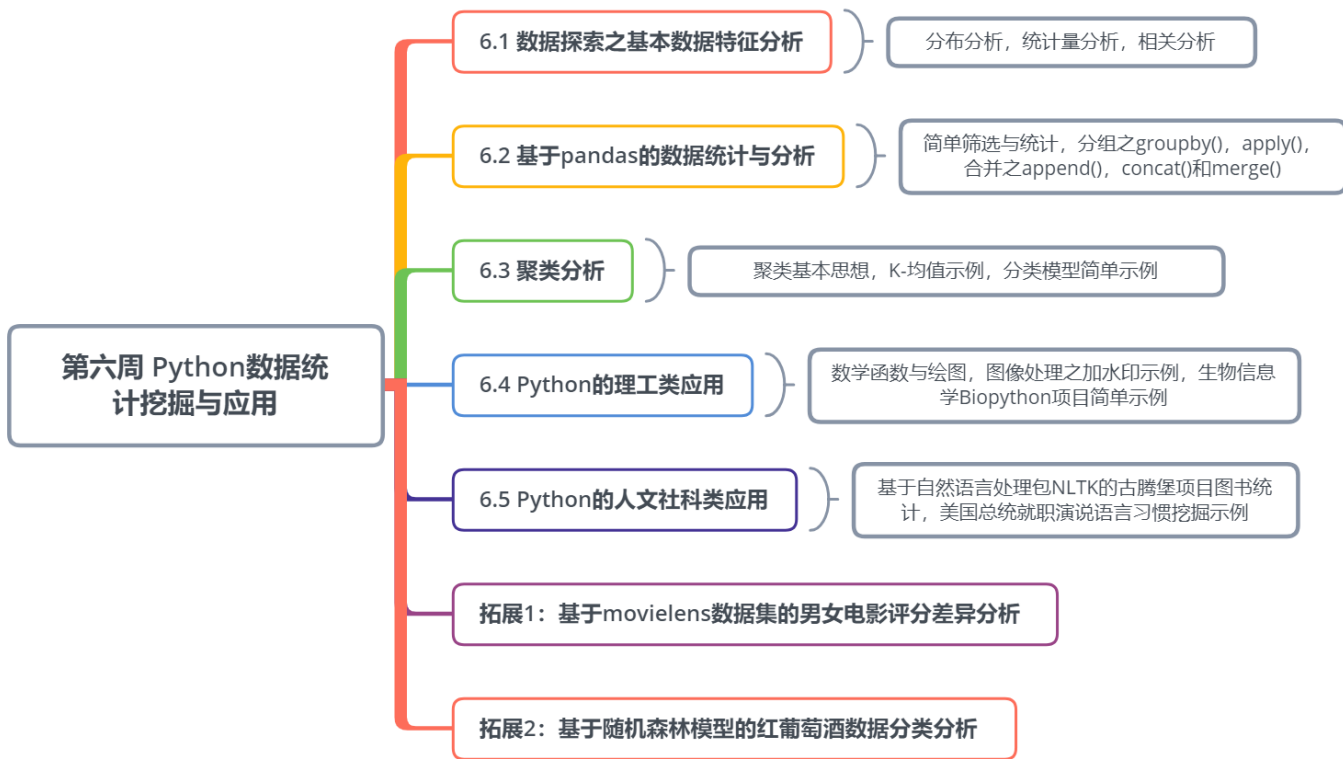 6.1 数据探索之基本数据特征分析
分布分析，统计量分析，相关分析
6.2 基于pandas的数据统计与分析
简单筛选与统计，分组之groupby()，apply()，
合并之append()，concat()和merge()
6.3 聚类分析
聚类基本思想，K-均值示例，分类模型简单示例
第六周 Python数据统
计挖掘与应用
6.4 Python的理工类应用
数学函数与绘图，图像处理之加水印示例，生物信息
学Biopython项目简单示例
6.5 Python的人文社科类应用
基于自然语言处理包NLTK的古腾堡项目图书统
计，美国总统就职演说语言习惯挖掘示例
拓展1：基于movielens数据集的男女电影评分差异分析
拓展2：基于随机森林模型的红葡萄酒数据分类分析